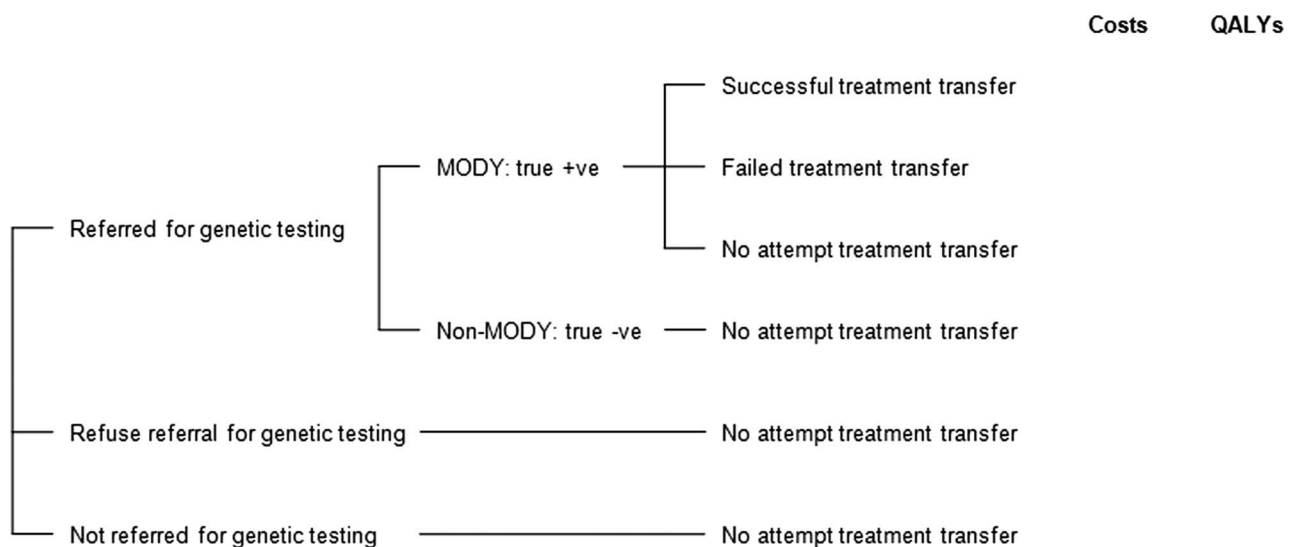 Costs QALYs
Successful treatment transfer
MODY: true +ve Failed treatment transfer
Referred for genetic testing
No attempt treatment transfer
Non-MODY: true -ve No attempt treatment transfer
Refuse referral for genetic testing No attempt treatment transfer
Not referred for genetic testing No attempt treatment transfer